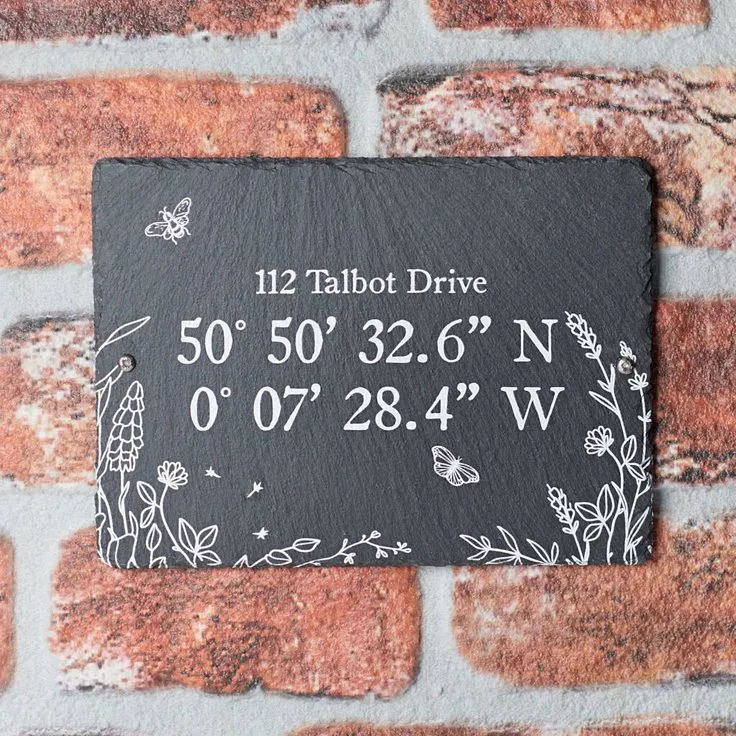 112 Talbot Drive
50° 50’ 32.6” N
0° 07’ 28.4” W